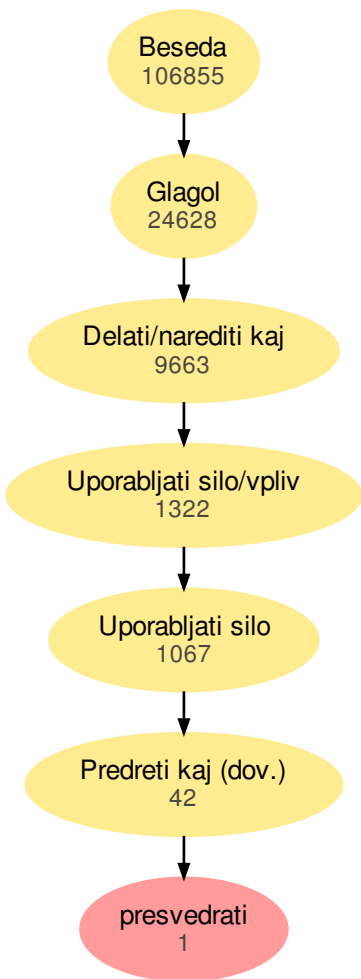 Beseda
106855
Glagol
24628
Delati/narediti kaj
9663
Uporabljati silo/vpliv
1322
Uporabljati silo
1067
Predreti kaj (dov.)
42
presvedrati
1